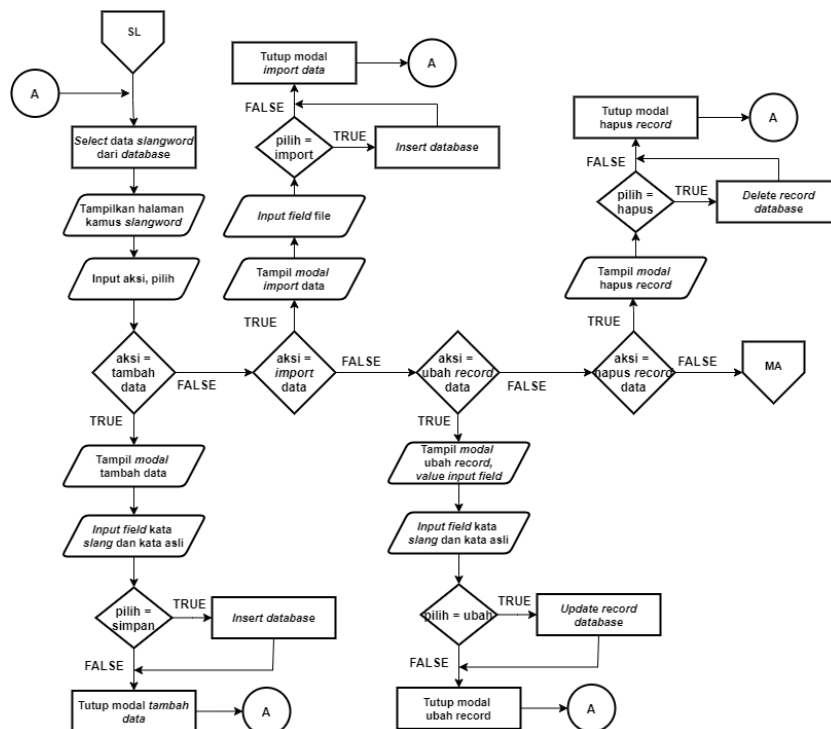 SL
A
Select data slangword
dari database
Tampilkan halaman
kamus slangword
Input aksi, pilih
aksi =
tambah
data
FALSE
TRUE
Tampil modal
tambah data
Input field kata
slang dan kata asli
pilih =
simpan
TRUE
Insert database
FALSE
Tutup modal tambah
data
A
Tutup modal
import data
A
FALSE
pilih =
import
TRUE
Insert database
Input field file
Tampil modal
import data
TRUE
aksi =
import
data
FALSE
aksi =
ubah record
data
FALSE
TRUE
Tampil modal
ubah record,
value input field
Input field kata
slang dan kata asli
pilih = ubah
TRUE
Update record
database
FALSE
Tutup modal
ubah record
A
Tutup modal
hapus record
A
FALSE
pilih =
hapus
TRUE
Delete record
database
Tampil modal
hapus record
TRUE
aksi =
hapus record
data
FALSE
MA